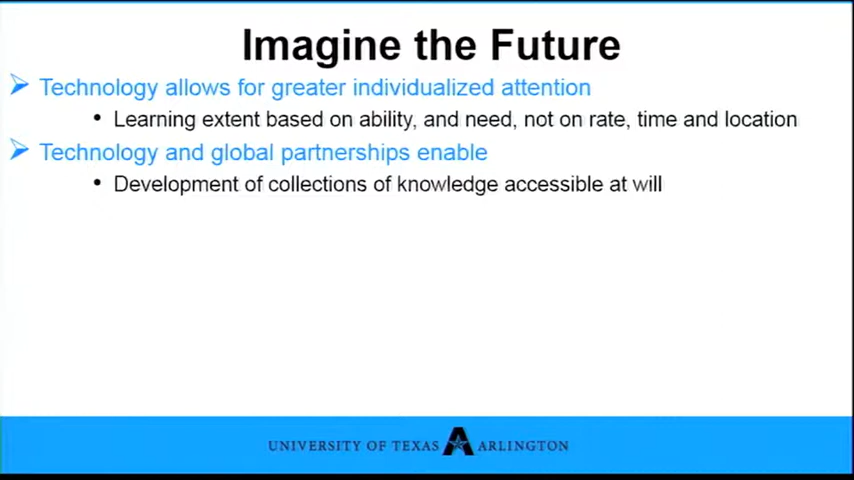 Imagine the Future
Technology allows for greater individualized attention
• Learning extent based on ability, and need, not on rate, time and location
Technology and global partnerships enable
• Development of collections of knowledge accessible at will
UNIVERSITY OF TEXAS A ARLINGTON